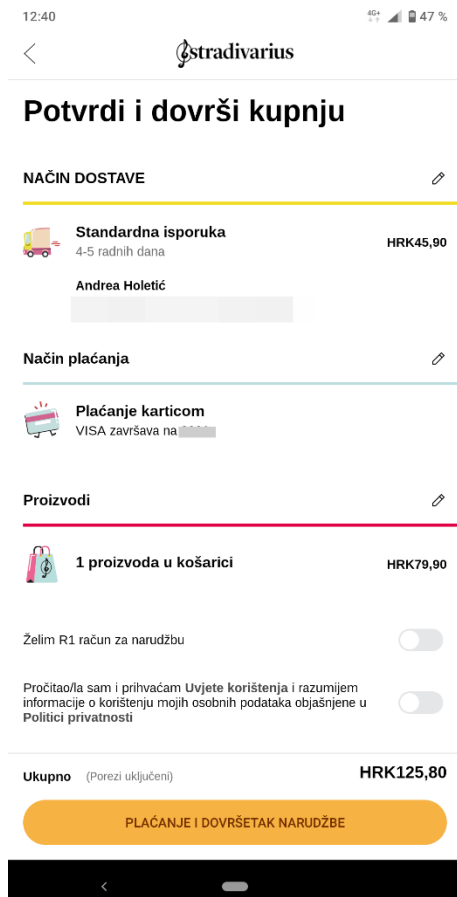 12:40
4G+ 47 %
stradivarius
Potvrdi i dovrši kupnju
NAČIN DOSTAVE
Standardna isporuka
4-5 radnih dana
HRK45,90
Andrea Holetić
Način plaćanja
Plaćanje karticom
VISA završava na
Proizvodi
1 proizvoda u košarici
HRK79,90
Želim R1 račun za narudžbu
Pročitao/la sam i prihvaćam Uvjete korištenja i razumijem
informacije o korištenju mojih osobnih podataka objašnjene u
Politici privatnosti
Ukupno (Porezi uključeni) HRK125,80
PLAĆANJE I DOVRŠETAK NARUDŽBE